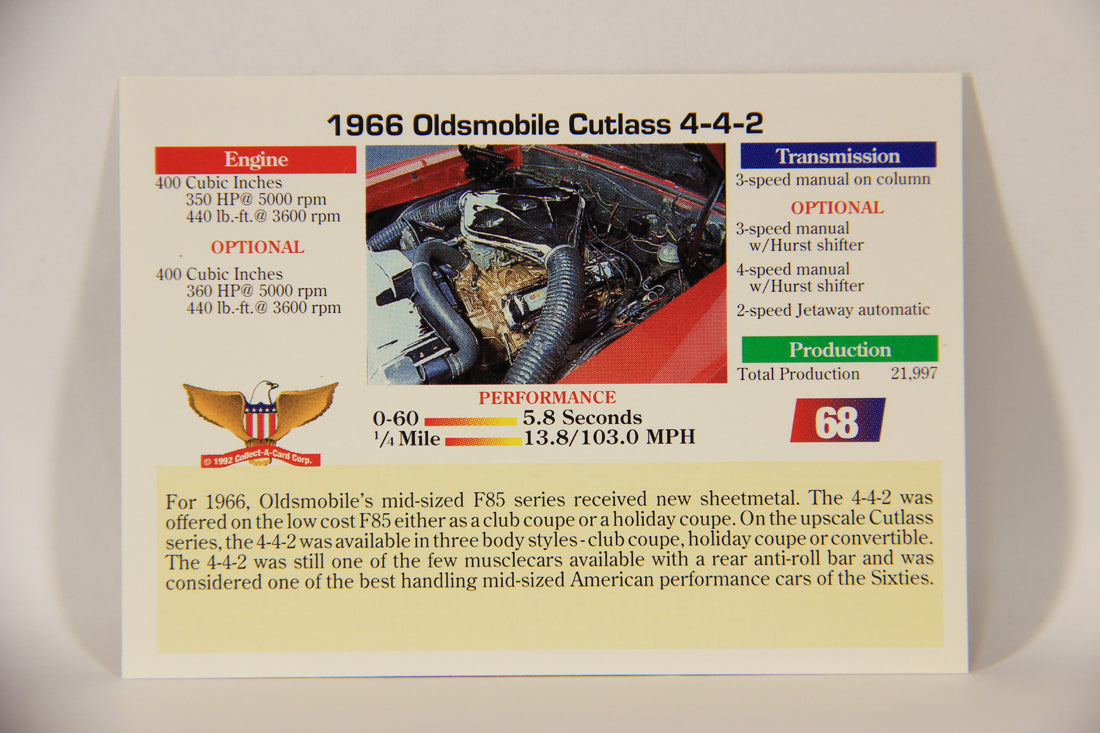 1966 Oldsmobile Cutlass 4-4-2
Engine
400 Cubic Inches
350 HP@ 5000 rpm
440 lb.-ft.@ 3600 rpm
OPTIONAL
400 Cubic Inches
360 HP@ 5000 rpm
440 lb.-ft.@ 3600 rpm
Transmission
3-speed manual on column
OPTIONAL
3-speed manual
w/Hurst shifter
4-speed manual
w/Hurst shifter
2-speed Jetaway automatic
Production
Total Production 21,997
PERFORMANCE
0-60 5.8 Seconds
1/4 Mile 13.8/103.0 MPH
68
© 1992 Collect-A-Card Corp.
For 1966, Oldsmobile's mid-sized F85 series received new sheetmetal. The 4-4-2 was
offered on the low cost F85 either as a club coupe or a holiday coupe. On the upscale Cutlass
series, the 4-4-2 was available in three body styles - club coupe, holiday coupe or convertible.
The 4-4-2 was still one of the few musclecars available with a rear anti-roll bar and was
considered one of the best handling mid-sized American performance cars of the Sixties.